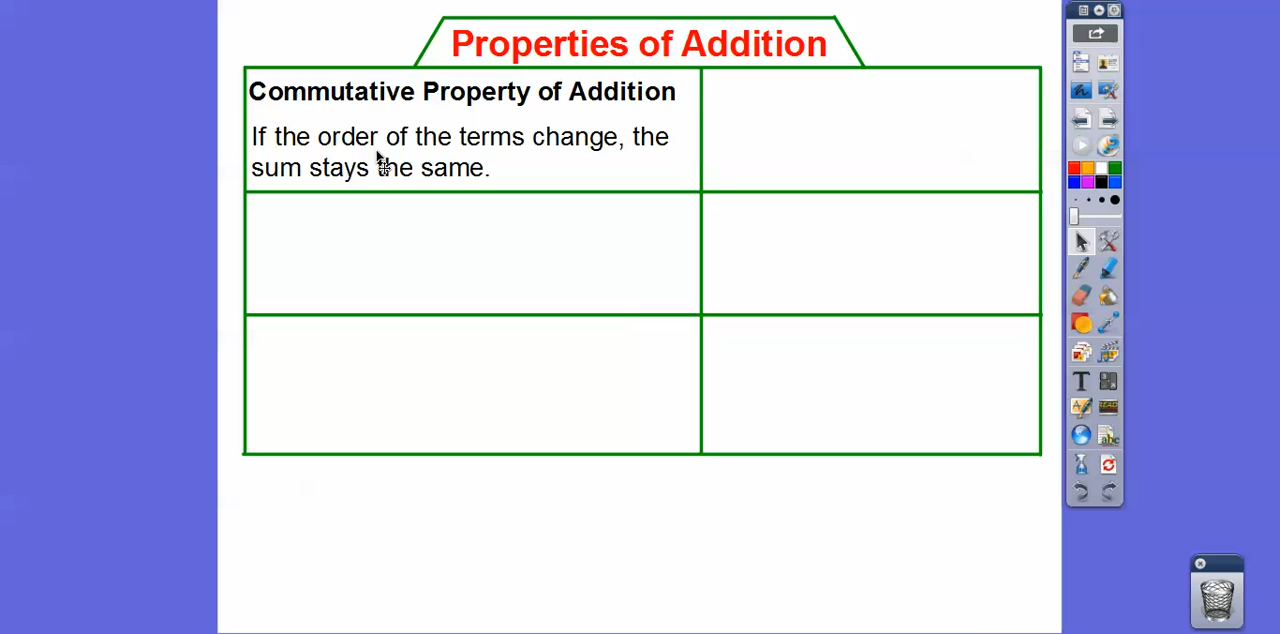 Properties of Addition
Commutative Property of Addition
If the order of the terms change, the
sum stays the same.